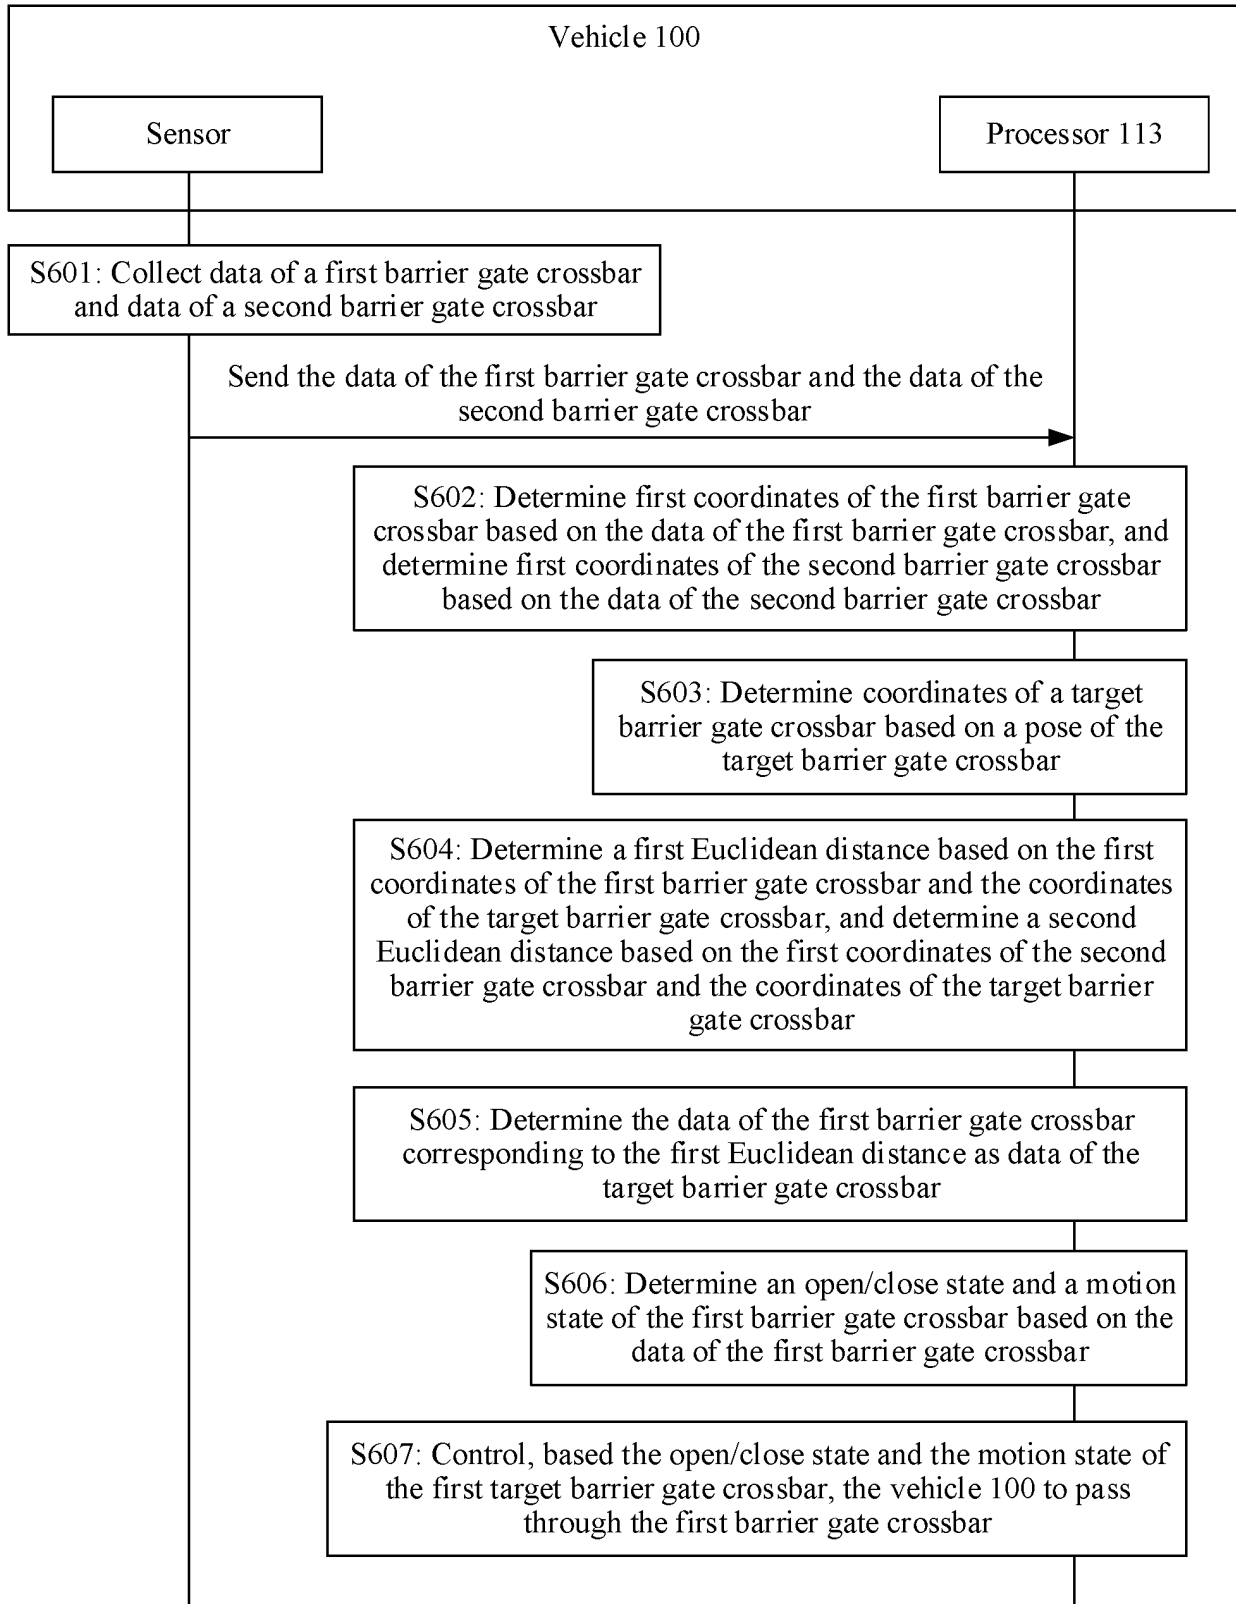 Vehicle 100
Sensor
Processor 113
S601: Collect data of a first barrier gate crossbar
and data of a second barrier gate crossbar
Send the data of the first barrier gate crossbar and the data of the
second barrier gate crossbar
S602: Determine first coordinates of the first barrier gate
crossbar based on the data of the first barrier gate crossbar, and
determine first coordinates of the second barrier gate crossbar
based on the data of the second barrier gate crossbar
S603: Determine coordinates of a target
barrier gate crossbar based on a pose of the
target barrier gate crossbar
S604: Determine a first Euclidean distance based on the first
coordinates of the first barrier gate crossbar and the coordinates
of the target barrier gate crossbar, and determine a second
Euclidean distance based on the first coordinates of the second
barrier gate crossbar and the coordinates of the target barrier
gate crossbar
S605: Determine the data of the first barrier gate crossbar
corresponding to the first Euclidean distance as data of the
target barrier gate crossbar
S606: Determine an open/close state and a motion
state of the first barrier gate crossbar based on the
data of the first barrier gate crossbar
S607: Control, based the open/close state and the motion state of
the first target barrier gate crossbar, the vehicle 100 to pass
through the first barrier gate crossbar